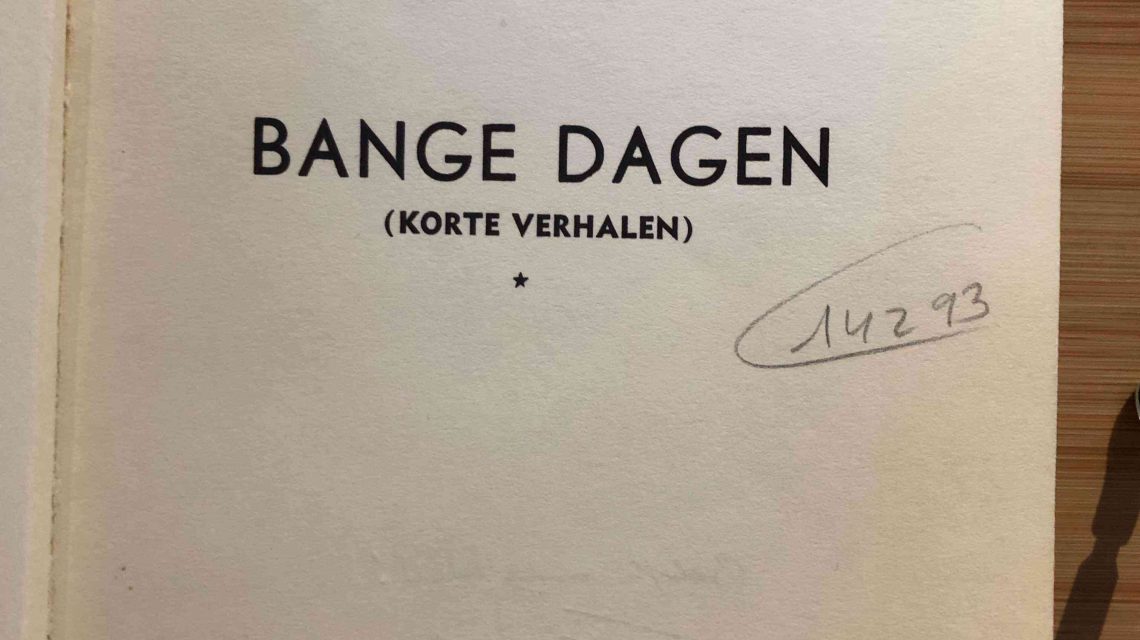 BANGE DAGEN
(KORTE VERHALEN)
14293